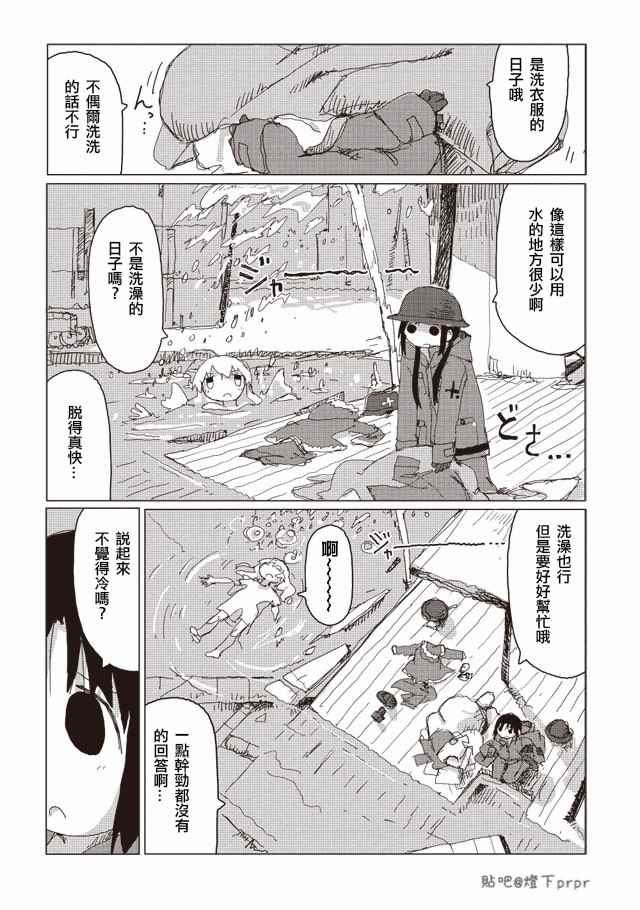 是洗衣服的
日子哦
不偶爾洗洗
的話不行
んっ…
像這樣可以用
水的地方很少啊
不是洗澡的
日子嗎？
脱得真快…
ジャー
どさ…
洗澡也行
但是要好好幫忙哦
啊～～～～
一點幹勁都沒有
的回答啊…
說起來
不覺得冷嗎？
貼吧@燈下prpr